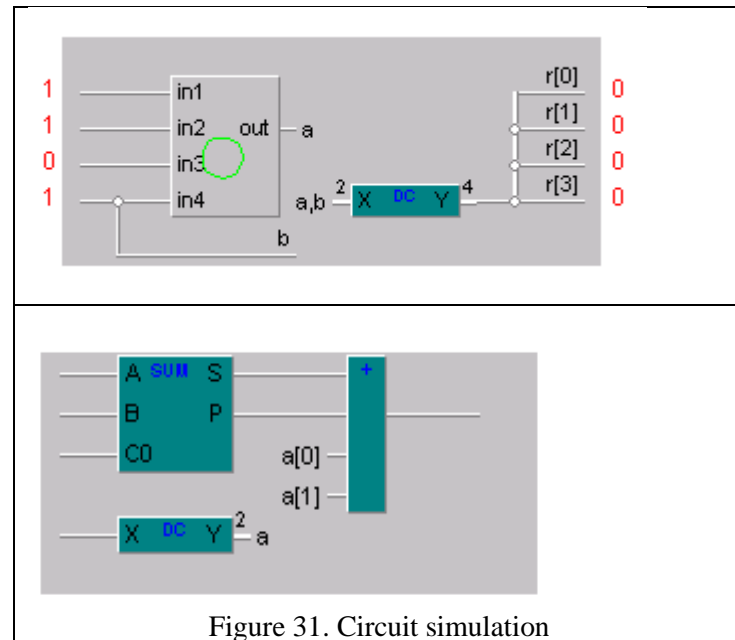 r[0]
1 in1 0
r[1]
1 in2 out a 0
r[2]
0 in3 0
r[3]
1 in4 a,b 2 X DC Y 4 0
b
A SUM S +
B P
C0 a[0]
a[1]
X DC Y 2 a
Figure 31. Circuit simulation